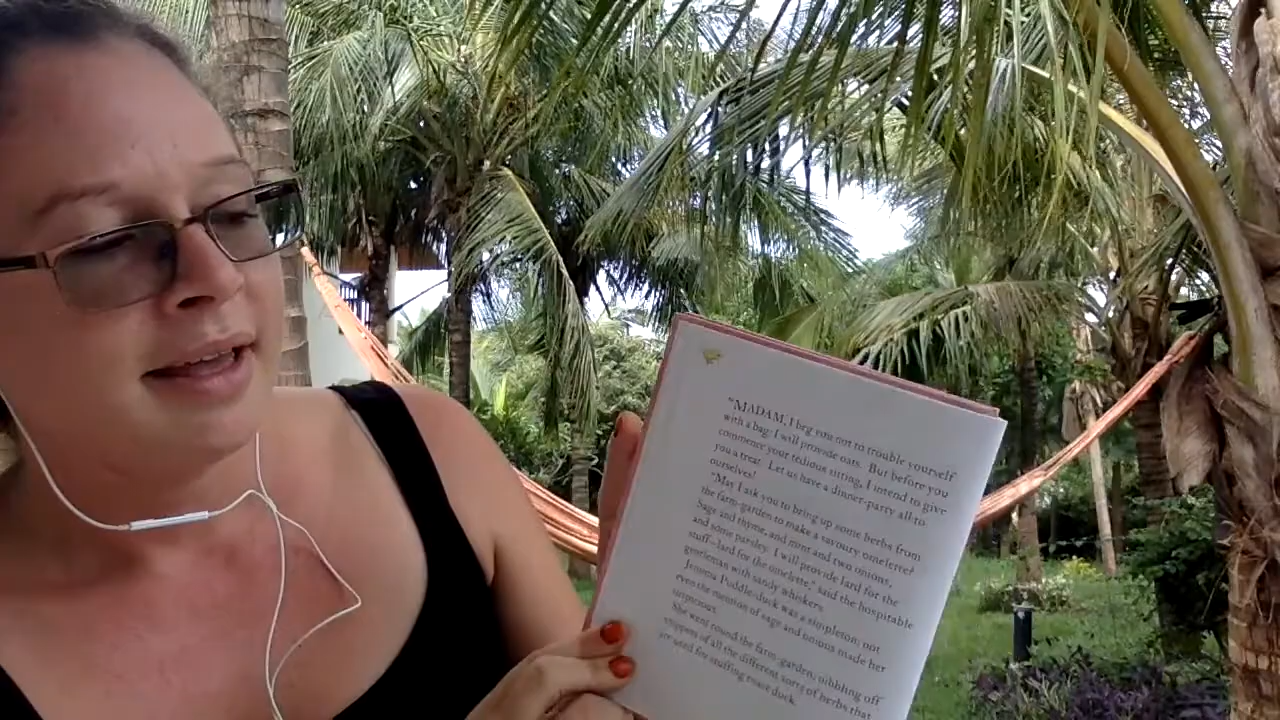 "MADAM, I beg you not to trouble yourself
with a bag; I will provide oats. But before you
commence your tedious sitting, I intend to give
you a treat. Let us have a dinner-party all to
ourselves!
"May I ask you to bring up some herbs from
the farm-garden to make a savoury omelette?
Sage and thyme, and mint and two onions,
and some parsley. I will provide lard for the
stuff—lard for the omelette," said the hospitable
gentleman with sandy whiskers.
Jemima Puddle-duck was a simpleton: not
even the mention of sage and onions made her
suspicious.
She went round the farm-garden, nibbling off
snippets of all the different sorts of herbs that
are used for stuffing roast duck.